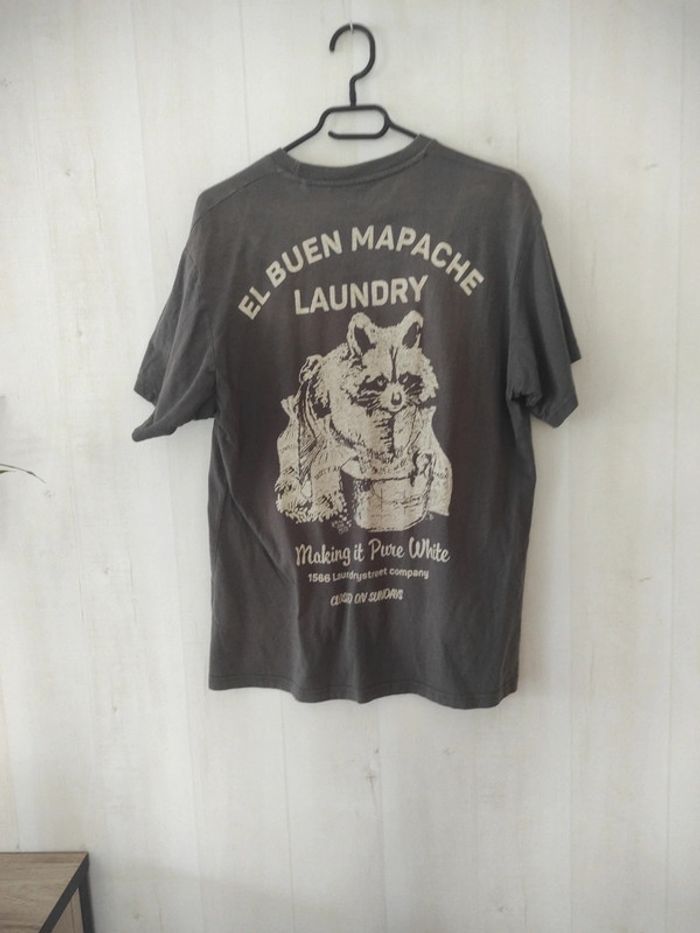 EL BUEN MAPACHE
LAUNDRY
Making it Pure White
1566 Laundrystreet company
CLOSED ON SUNDAYS